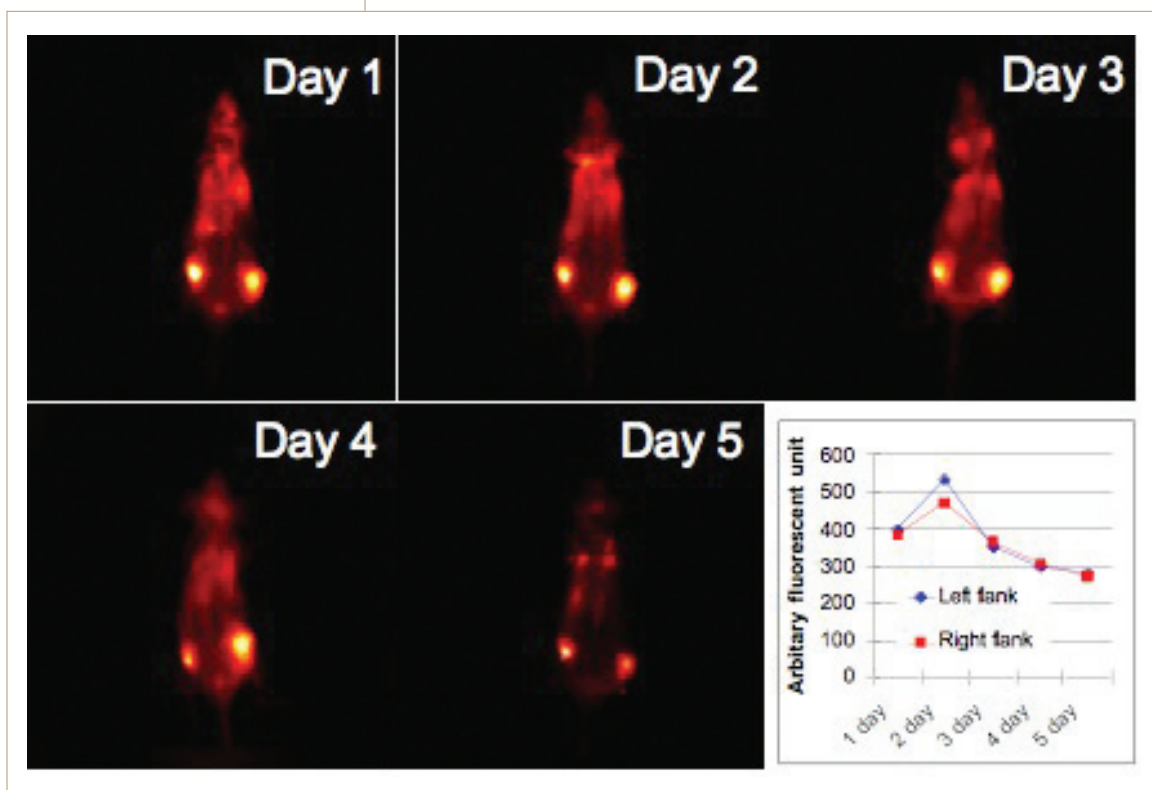 Day 1
Day 2
Day 3
Day 4
Day 5
Arbitary fluorescent unit
600
500
400
300
200
100
0
Left flank
Right flank
1 day
2 day
3 day
4 day
5 day